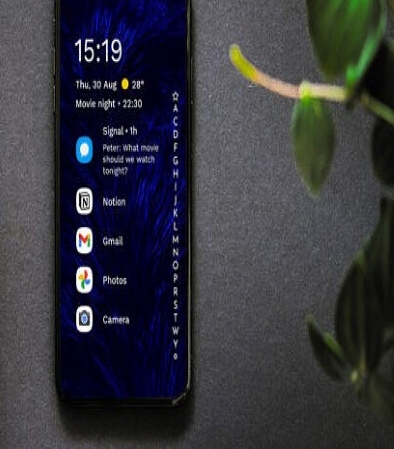 15:19
Thu, 30 Aug 28°
Movie night • 22:30
Signal • 1h
Peter: What movie
should we watch
tonight?
Notion
Gmail
Photos
Camera
A
C
D
F
G
H
I
J
K
L
M
N
O
P
R
S
T
W
Y